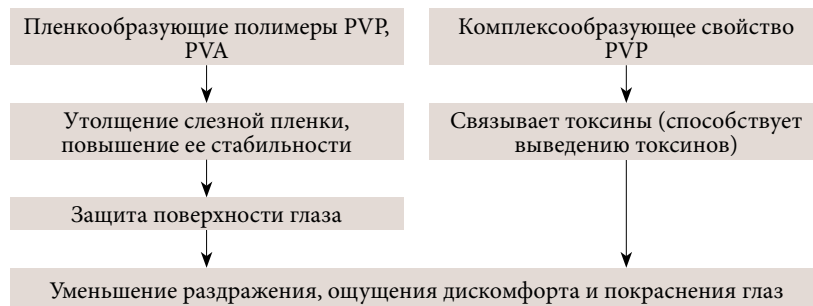 Пленкообразующие полимеры PVP,
PVA
Комплексообразующее свойство
PVP
Утолщение слезной пленки,
повышение ее стабильности
Связывает токсины (способствует
выведению токсинов)
Защита поверхности глаза
Уменьшение раздражения, ощущения дискомфорта и покраснения глаз